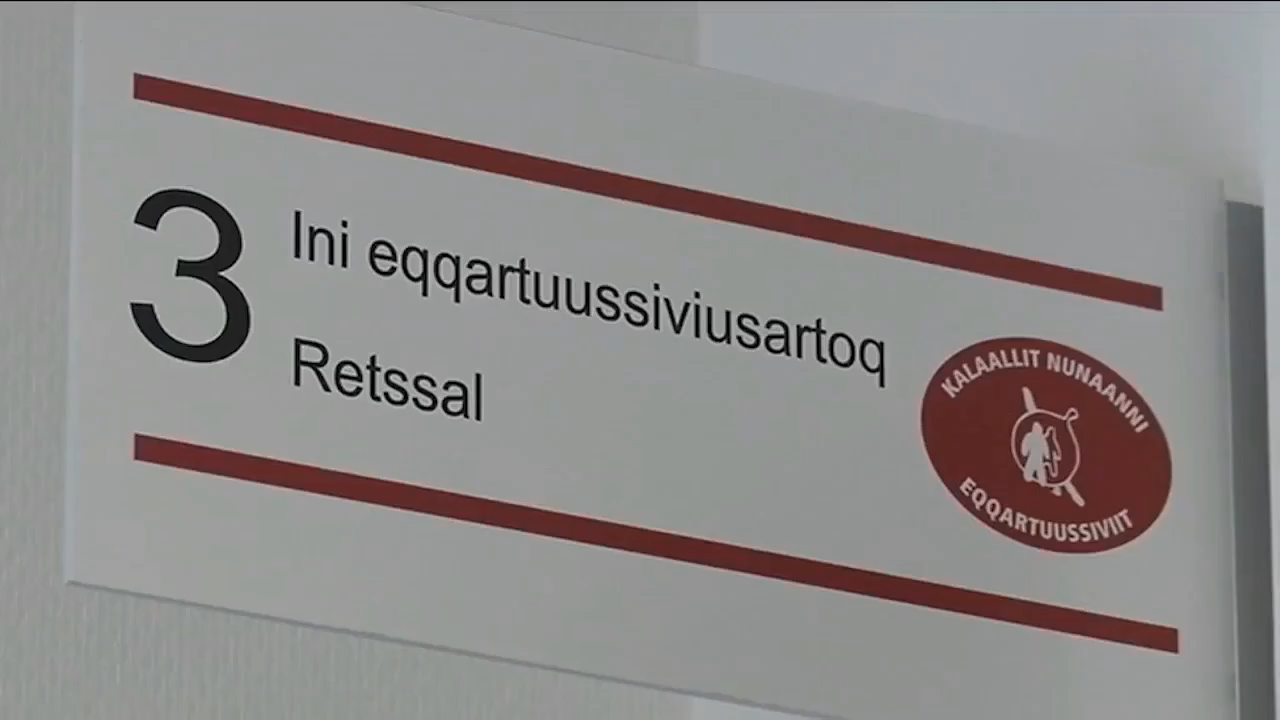 3
Ini eqqartuussiviusartoq
Retssal
KALAALLIT NUNAANNI
EQQARTUUSSIVIIT